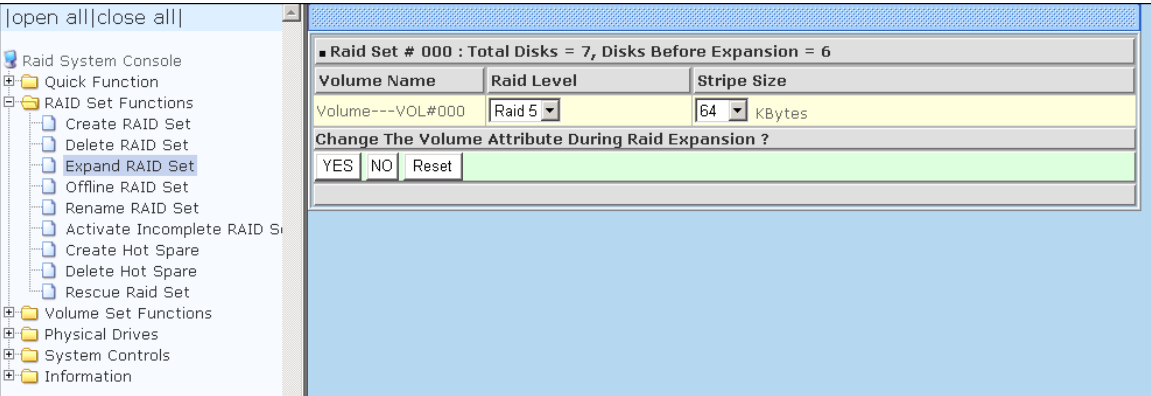 |open all|close all|
Raid System Console
Quick Function
RAID Set Functions
Create RAID Set
Delete RAID Set
Expand RAID Set
Offline RAID Set
Rename RAID Set
Activate Incomplete RAID
Create Hot Spare
Delete Hot Spare
Rescue Raid Set
Volume Set Functions
Physical Drives
System Controls
Information
Raid Set # 000 : Total Disks = 7, Disks Before Expansion = 6
Volume Name Raid Level Stripe Size
Volume---VOL#000 Raid 5 64 KBytes
Change The Volume Attribute During Raid Expansion ?
YES NO Reset